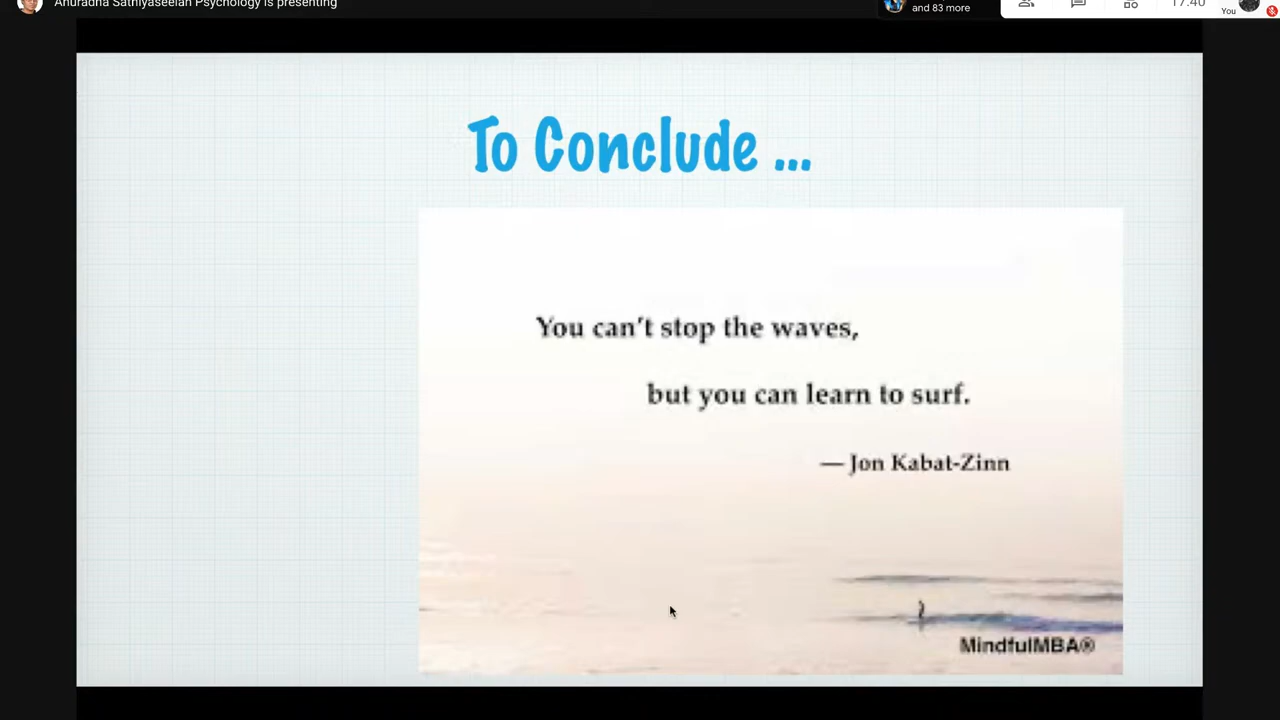 Anuradha Sathiyaseelan Psychology is presenting
and 83 more
17:40
You
To Conclude ...
You can't stop the waves,
but you can learn to surf.
— Jon Kabat-Zinn
MindfulMBA®